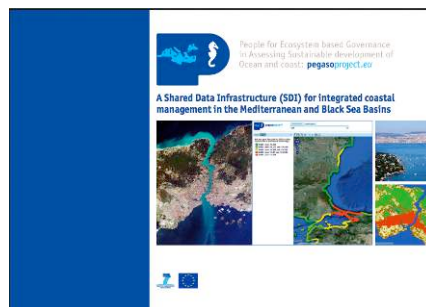 People for Ecosystem based Governance
in Assessing Sustainable development of
Ocean and coast: pegasoproject.eu
A Shared Data Infrastructure (SDI) for integrated coastal
management in the Mediterranean and Black Sea Basins